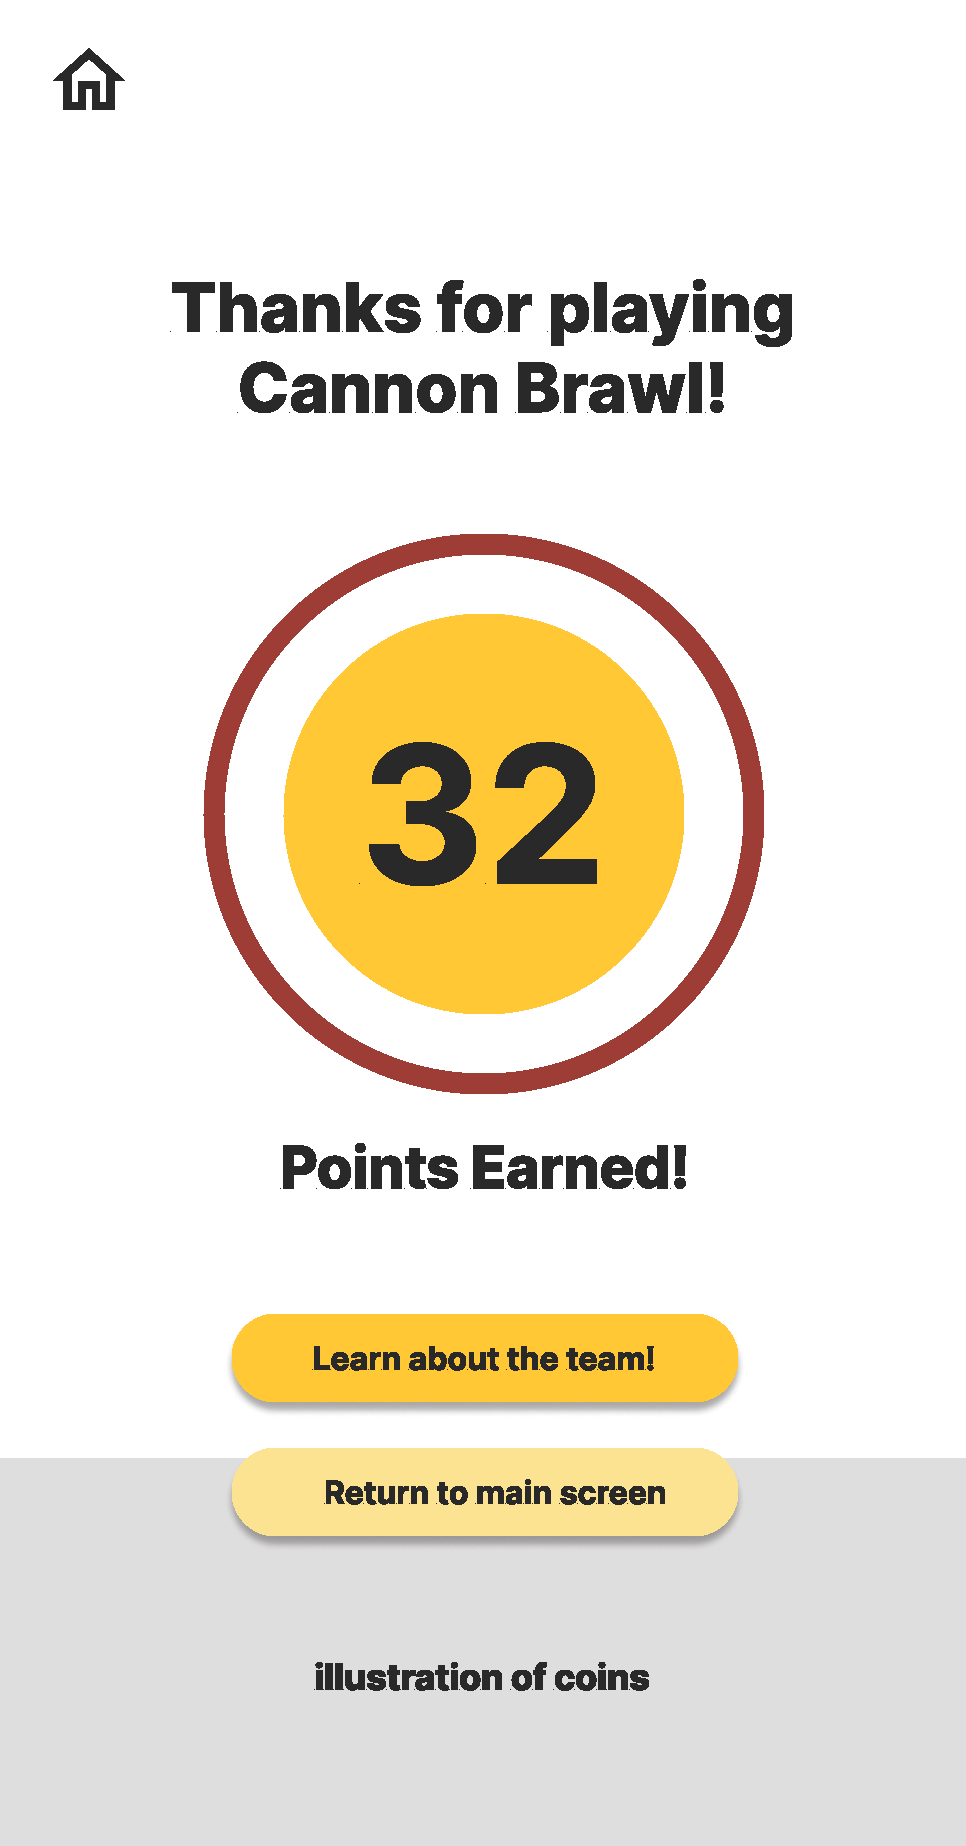 Thanks for playing
Cannon Brawl!
32
Points Earned!
Learn about the team!
Return to main screen
illustration of coins